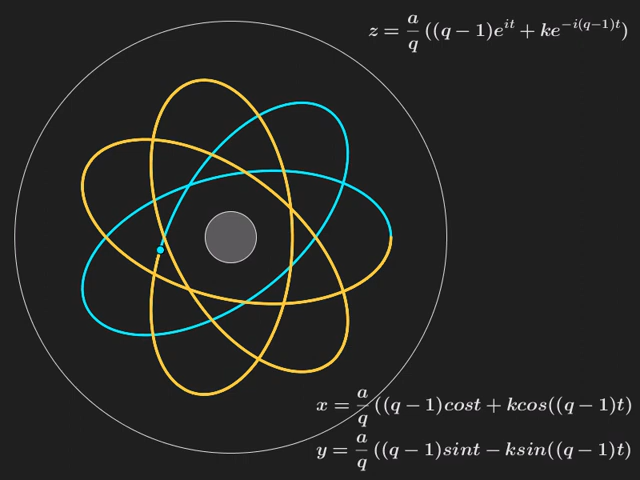 z = a/q ((q − 1)e^{it} + ke^{−i(q−1)t})
x = a/q ((q − 1)cost + kcos((q − 1)t)
y = a/q ((q − 1)sint − ksin((q − 1)t)